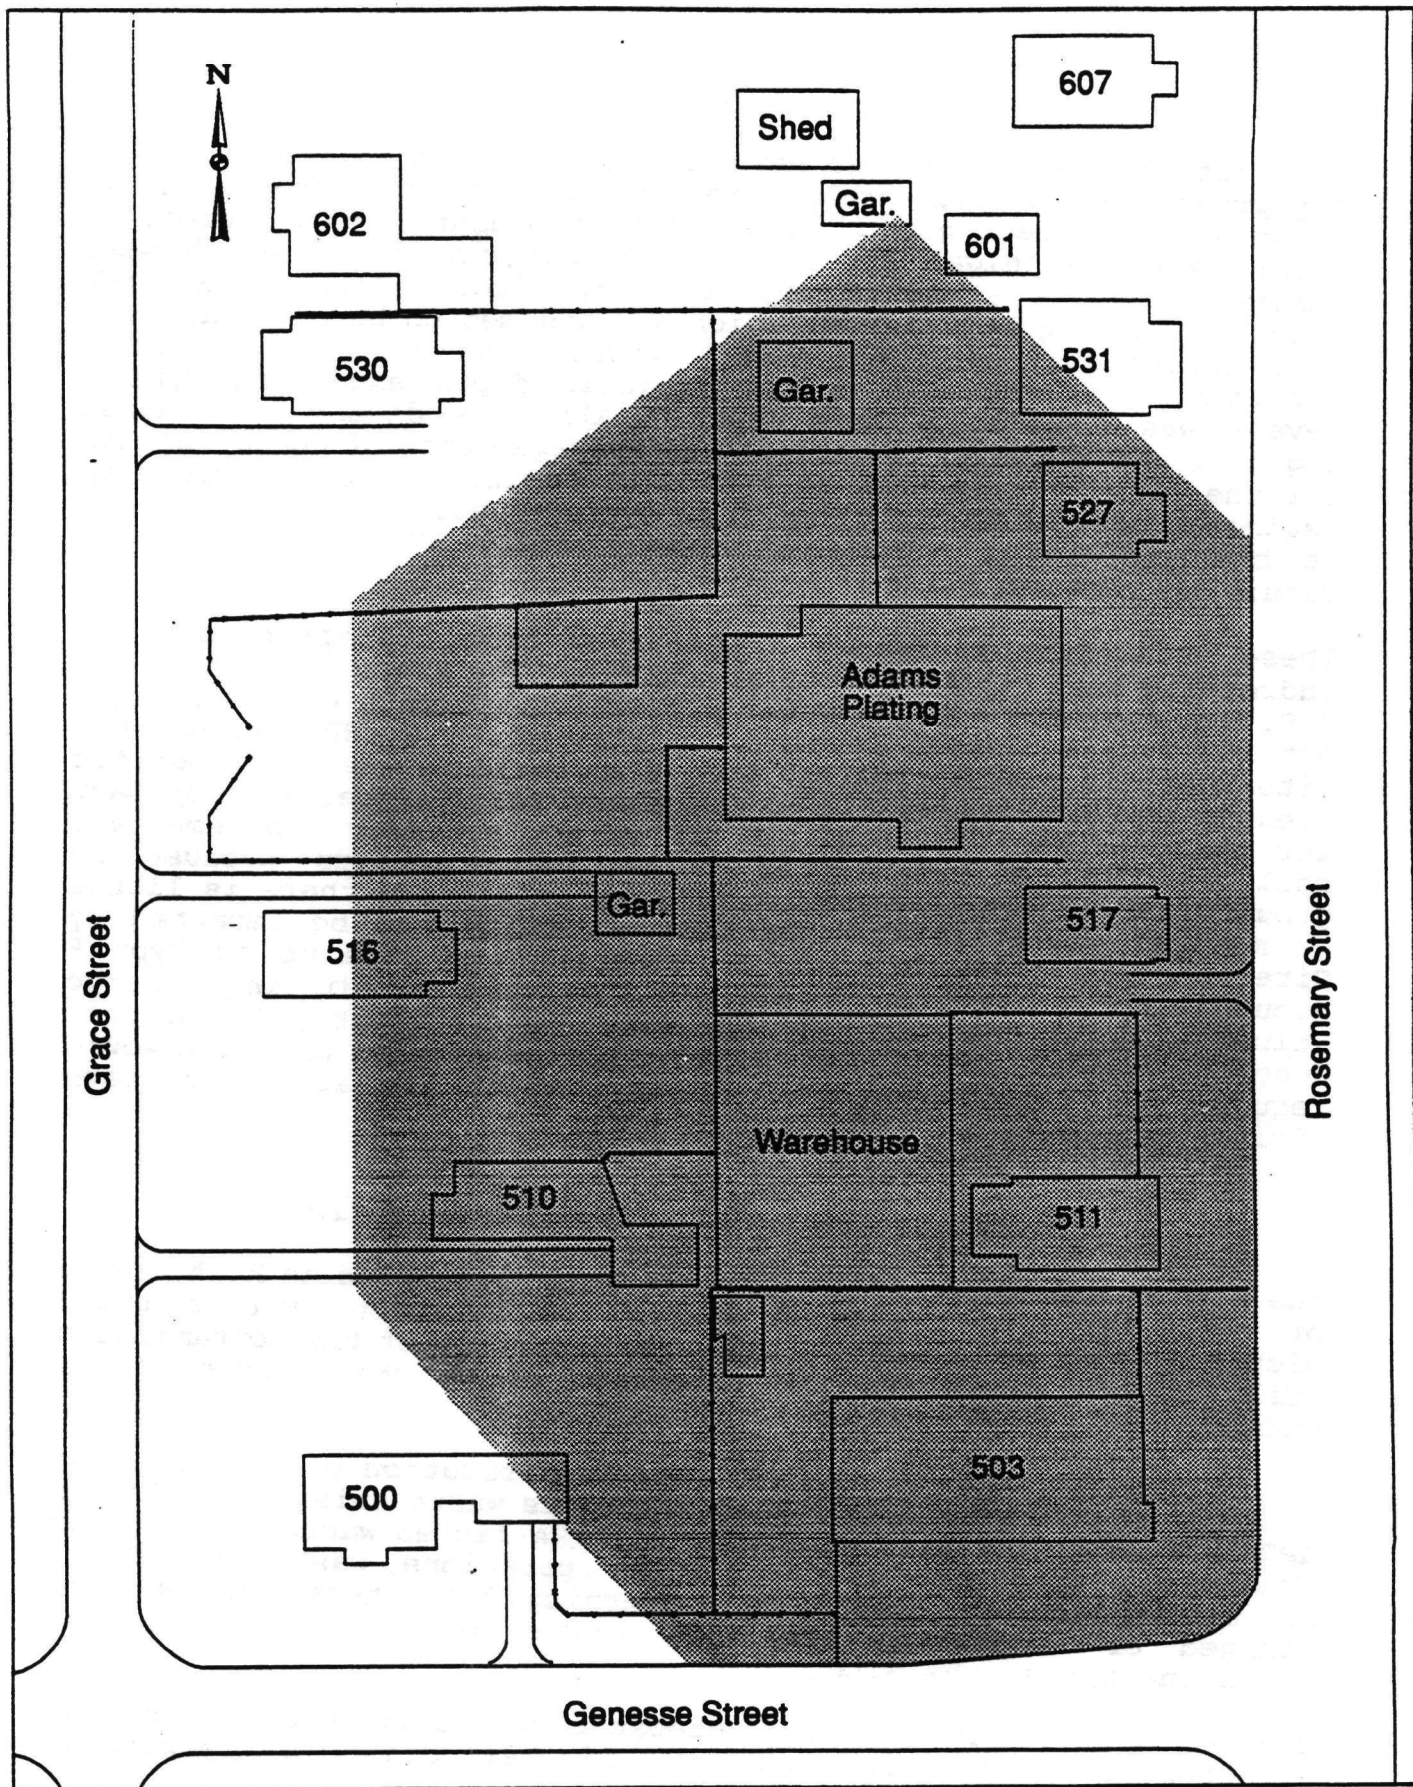 607
N
Shed
Gar.
602
601
530
Gar.
531
527
Adams
Plating
Gar.
517
516
Grace Street
Rosemary Street
Warehouse
510
511
503
500
Genesse Street